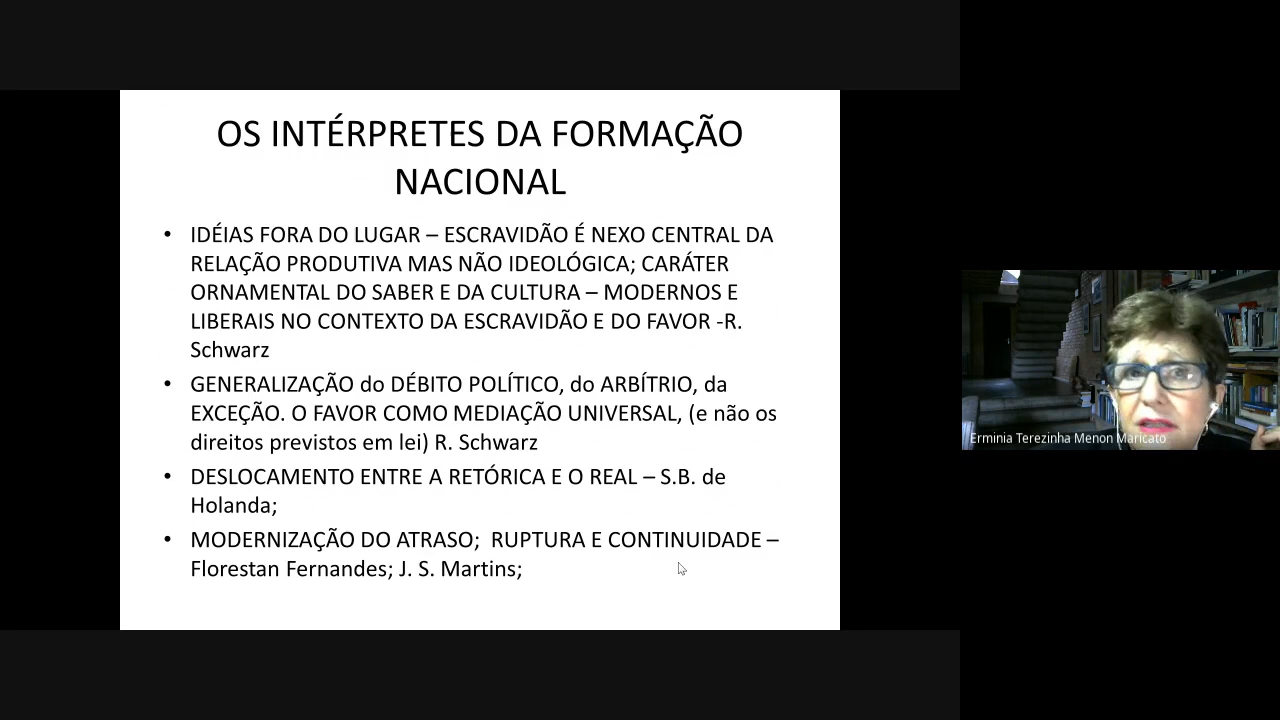 OS INTÉRPRETES DA FORMAÇÃO
NACIONAL
• IDÉIAS FORA DO LUGAR – ESCRAVIDÃO É NEXO CENTRAL DA
RELAÇÃO PRODUTIVA MAS NÃO IDEOLÓGICA; CARÁTER
ORNAMENTAL DO SABER E DA CULTURA – MODERNOS E
LIBERAIS NO CONTEXTO DA ESCRAVIDÃO E DO FAVOR -R.
Schwarz
• GENERALIZAÇÃO do DÉBITO POLÍTICO, do ARBÍTRIO, da
EXCEÇÃO. O FAVOR COMO MEDIAÇÃO UNIVERSAL, (e não os
direitos previstos em lei) R. Schwarz
• DESLOCAMENTO ENTRE A RETÓRICA E O REAL – S.B. de
Holanda;
• MODERNIZAÇÃO DO ATRASO;  RUPTURA E CONTINUIDADE –
Florestan Fernandes; J. S. Martins;
Erminia Terezinha Menon Maricato